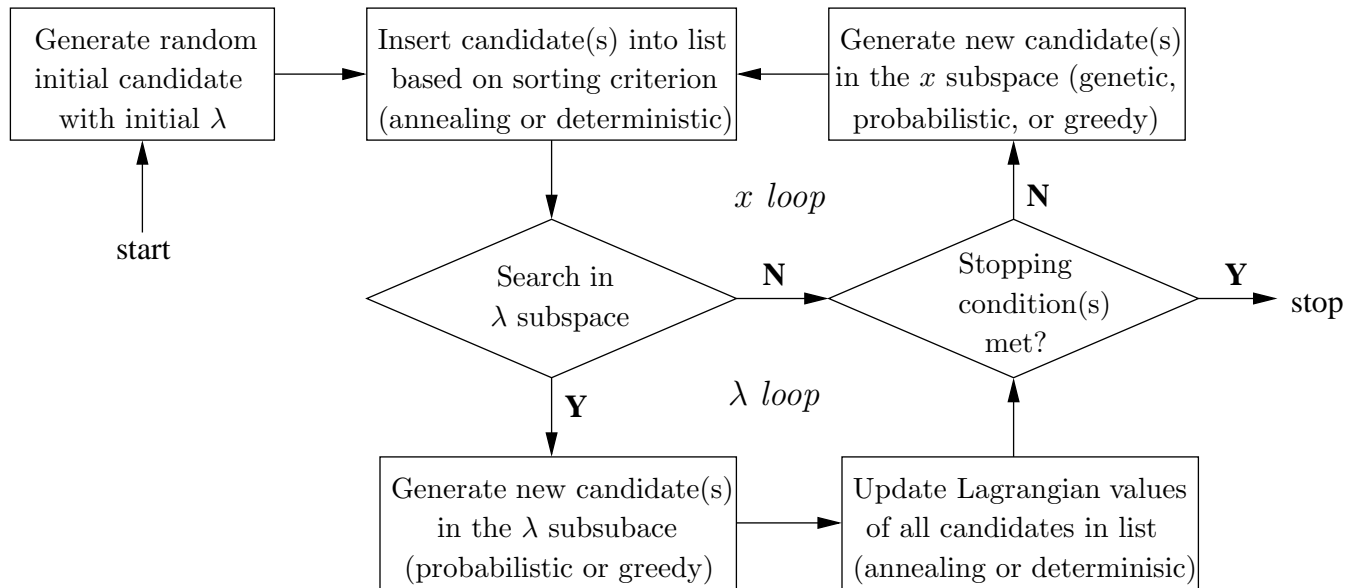 Generate random
initial candidate
with initial λ
Insert candidate(s) into list
based on sorting criterion
(annealing or deterministic)
Generate new candidate(s)
in the x subspace (genetic,
probabilistic, or greedy)
start
x loop
N
Search in
λ subspace
N
Stopping
condition(s)
met?
Y
stop
Y
λ loop
Generate new candidate(s)
in the λ subsubace
(probabilistic or greedy)
Update Lagrangian values
of all candidates in list
(annealing or determinisic)